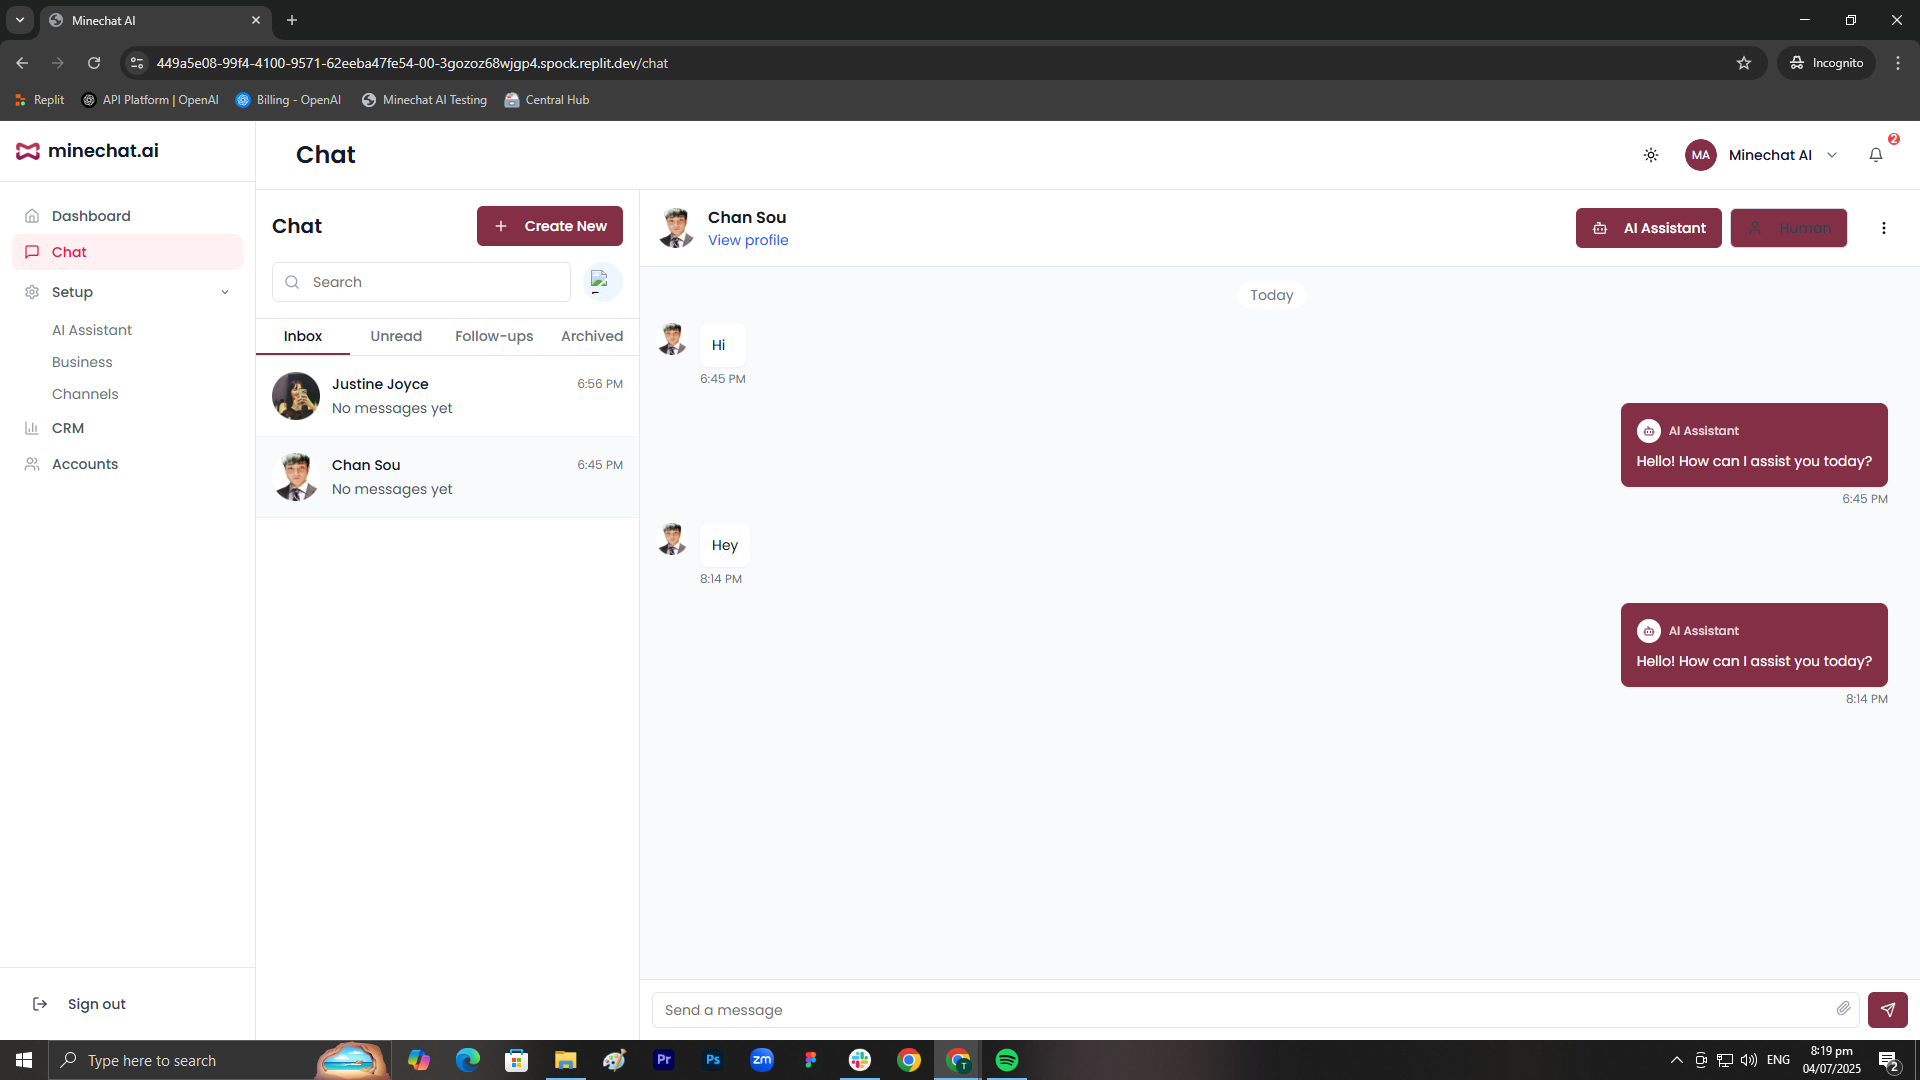 Minechat AI
449a5e08-99f4-4100-9571-62eeba47fe54-00-3gozoz68wjgp4.spock.replit.dev/chat
Incognito
Replit
API Platform | OpenAI
Billing - OpenAI
Minechat AI Testing
Central Hub
minechat.ai
Chat
MA
Minechat AI
2
Dashboard
Chat
Setup
AI Assistant
Business
Channels
CRM
Accounts
Sign out
Chat
Create New
Search
Inbox
Unread
Follow-ups
Archived
Justine Joyce
6:56 PM
No messages yet
Chan Sou
6:45 PM
No messages yet
Chan Sou
View profile
AI Assistant
Human
Today
Hi
6:45 PM
AI Assistant
Hello! How can I assist you today?
6:45 PM
Hey
8:14 PM
AI Assistant
Hello! How can I assist you today?
8:14 PM
Send a message
Type here to search
Pr
Ps
zm
T
ENG
8:19 pm
04/07/2025
2